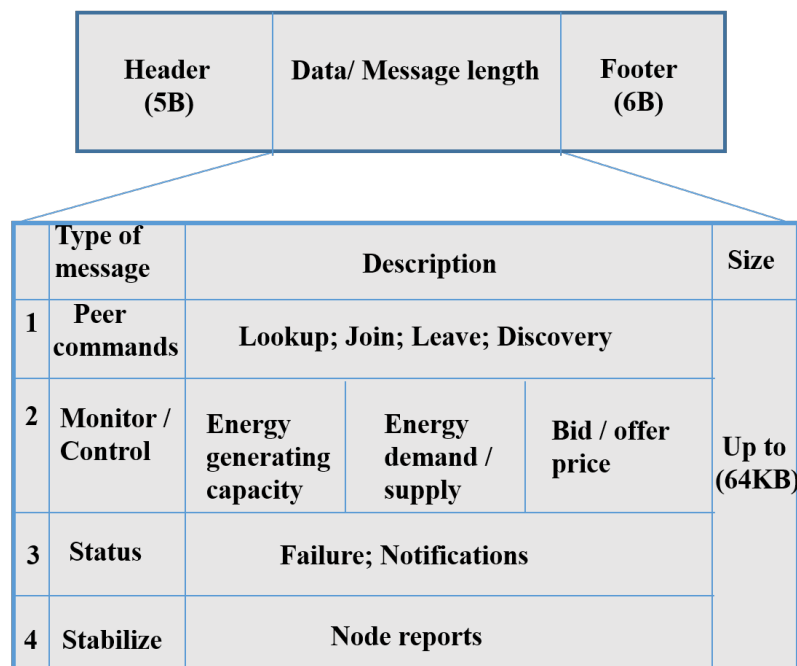 Header
(5B)
Data/ Message length
Footer
(6B)
Type of
message
Description
Size
1
Peer
commands
Lookup; Join; Leave; Discovery
2
Monitor /
Control
Energy
generating
capacity
Energy
demand /
supply
Bid / offer
price
Up to
(64KB)
3
Status
Failure; Notifications
4
Stabilize
Node reports